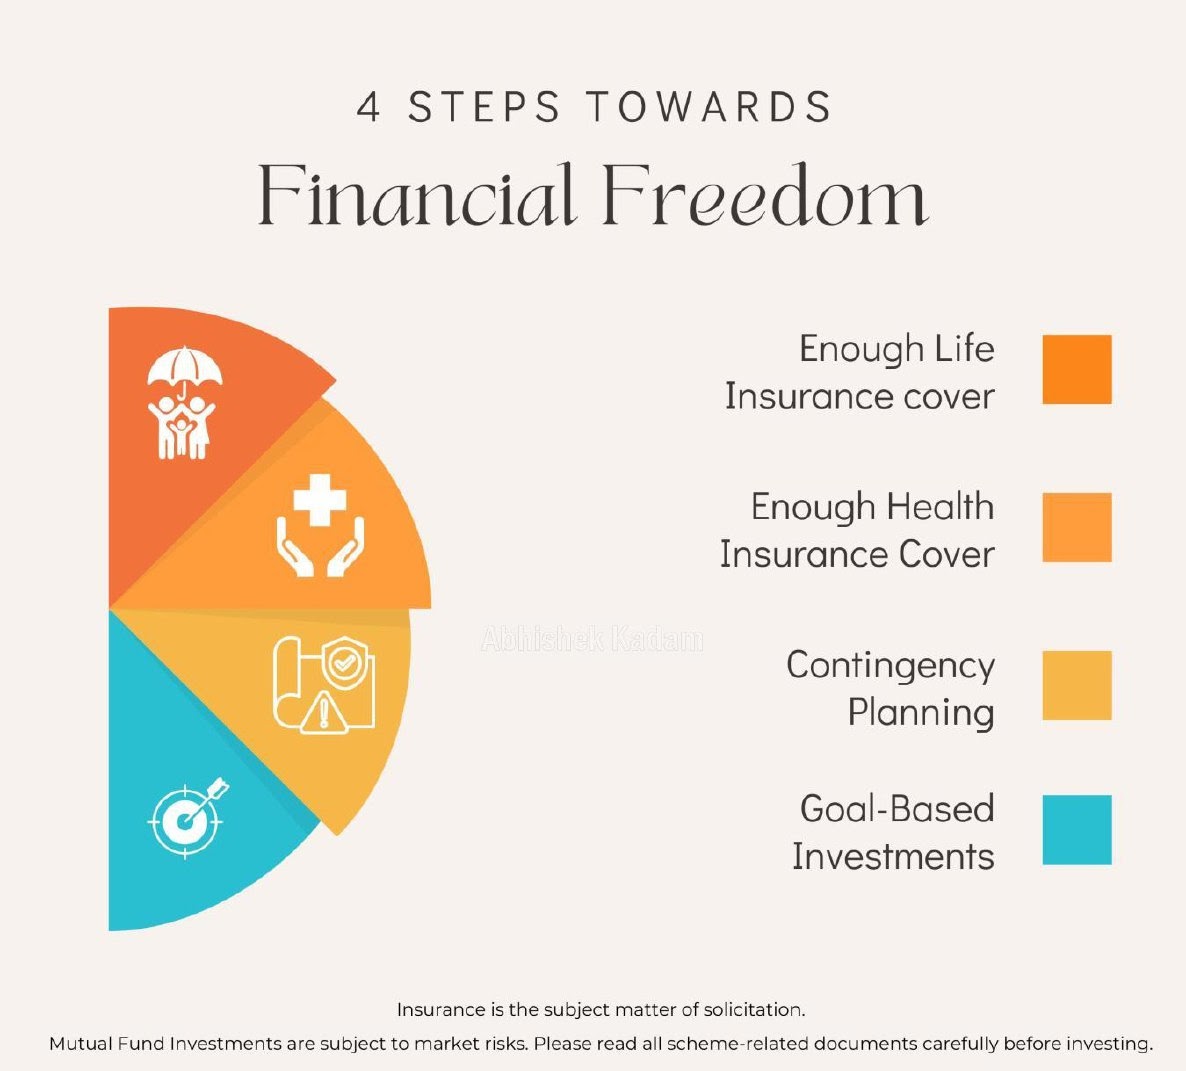 4 STEPS TOWARDS
Financial Freedom
Enough Life
Insurance cover
Enough Health
Insurance Cover
Abhishek Kadam
Contingency
Planning
Goal-Based
Investments
Insurance is the subject matter of solicitation.
Mutual Fund Investments are subject to market risks. Please read all scheme-related documents carefully before investing.